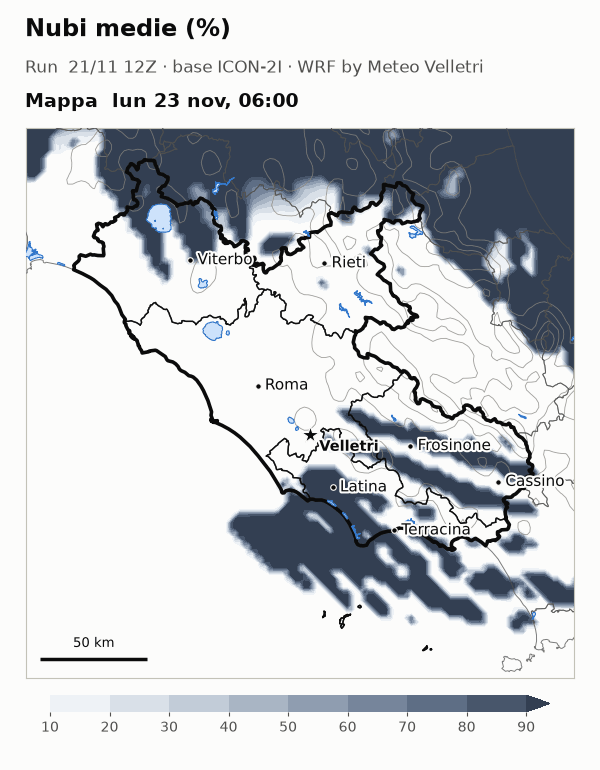 Nubi medie (%)
Run  21/11 12Z · base ICON-2I · WRF by Meteo Velletri
Mappa  lun 23 nov, 06:00
Viterbo
Rieti
Roma
Velletri
Frosinone
Latina
Cassino
Terracina
50 km
10 20 30 40 50 60 70 80 90